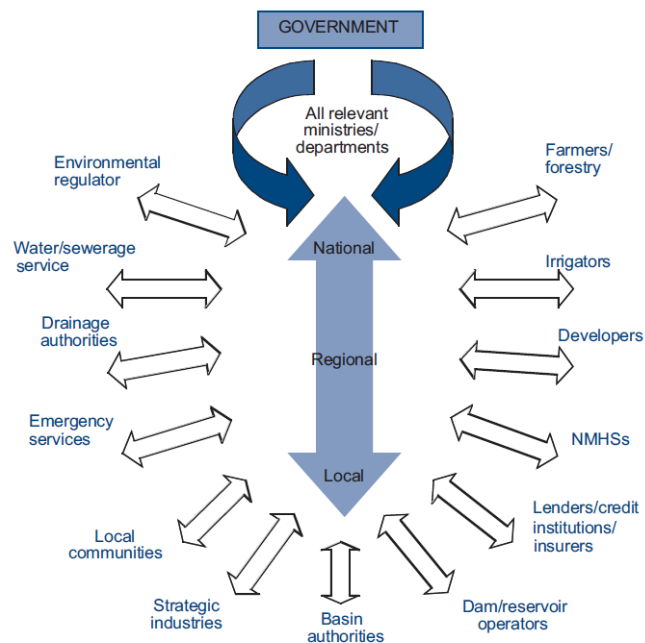 GOVERNMENT
All relevant
ministries/
departments
Environmental
regulator
Farmers/
forestry
National
Water/sewerage
service
Irrigators
Drainage
authorities
Developers
Regional
Emergency
services
NMHSs
Local
Local
communities
Lenders/credit
institutions/
insurers
Strategic
industries
Basin
authorities
Dam/reservoir
operators